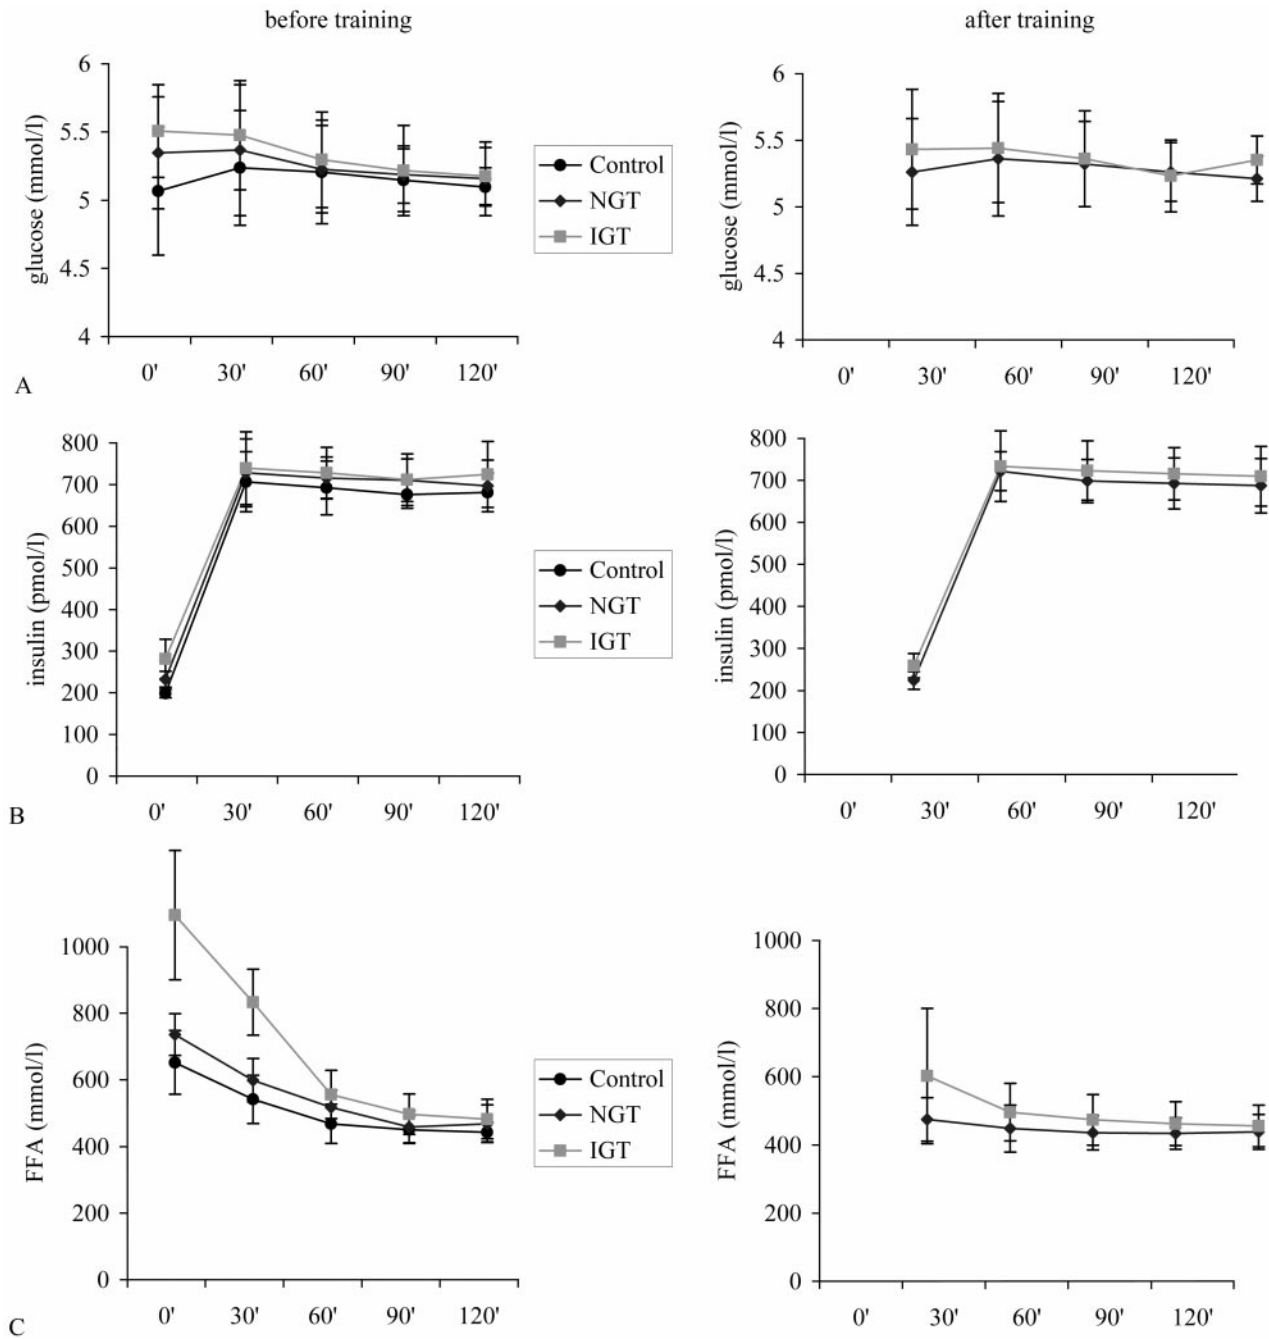 before training
after training
glucose (mmol/l)
6
5.5
5
4.5
4
0' 30' 60' 90' 120'
Control
NGT
IGT
glucose (mmol/l)
6
5.5
5
4.5
4
0' 30' 60' 90' 120'
A
insulin (pmol/l)
800
700
600
500
400
300
200
100
0
0' 30' 60' 90' 120'
Control
NGT
IGT
insulin (pmol/l)
800
700
600
500
400
300
200
100
0
0' 30' 60' 90' 120'
B
FFA (mmol/l)
1000
800
600
400
200
0
0' 30' 60' 90' 120'
Control
NGT
IGT
FFA (mmol/l)
1000
800
600
400
200
0
0' 30' 60' 90' 120'
C